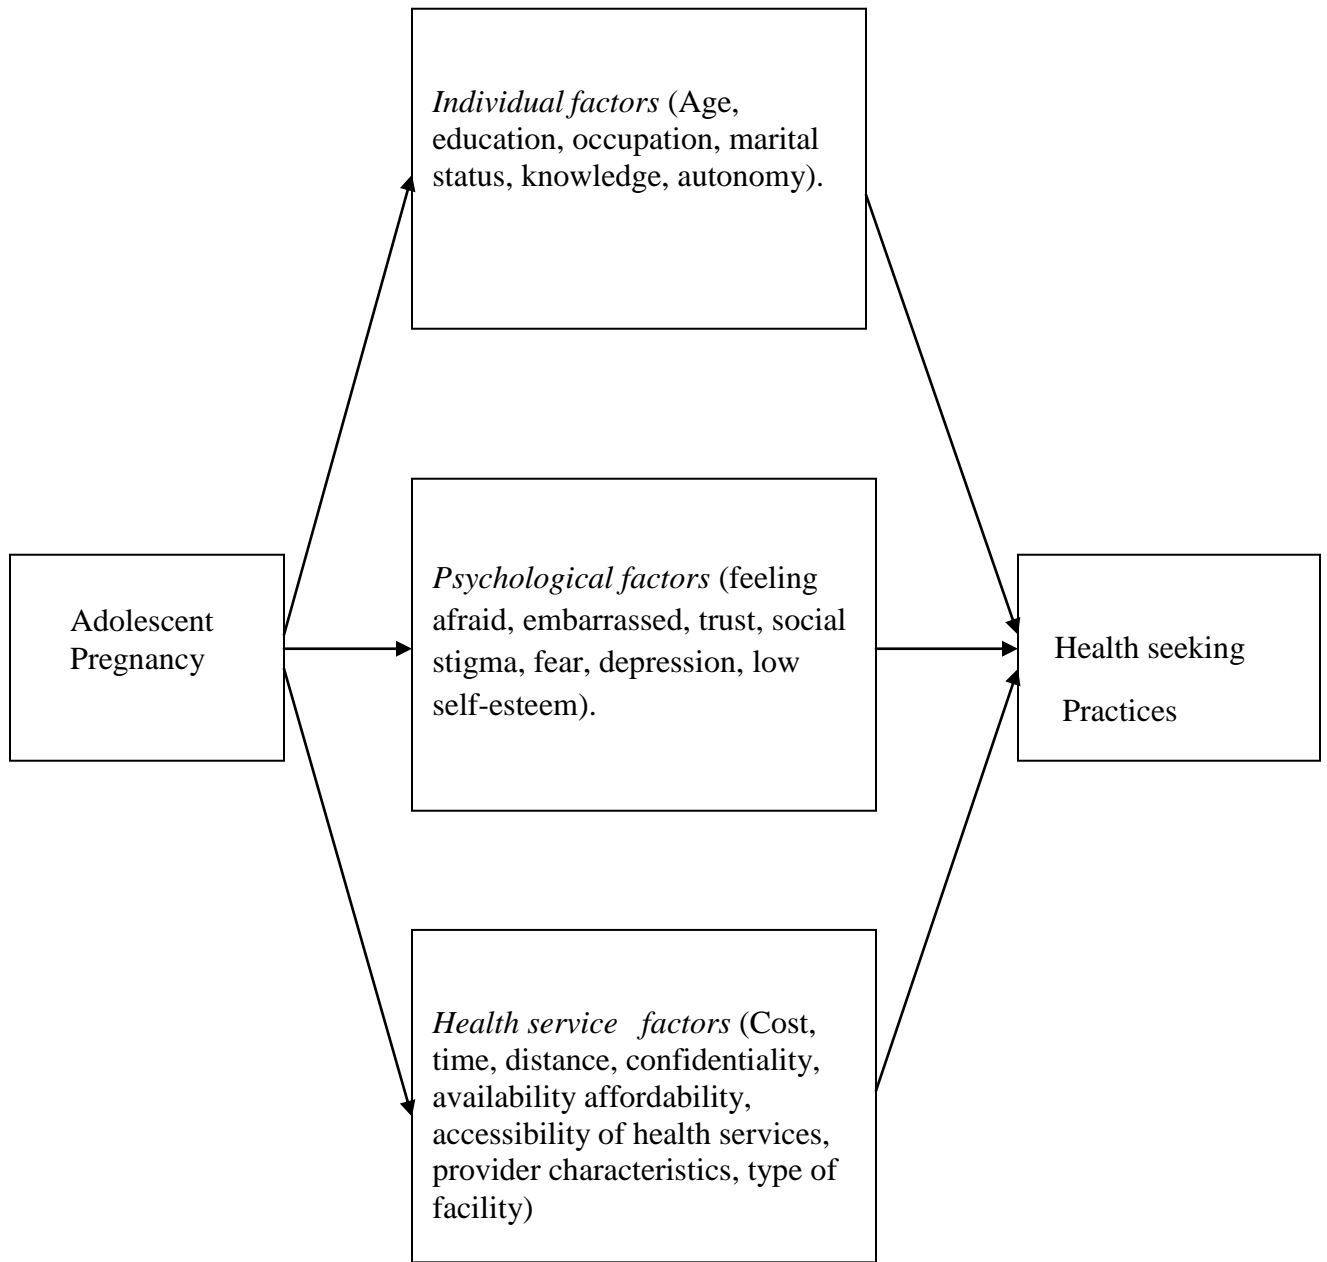 Individual factors (Age,
education, occupation, marital
status, knowledge, autonomy).
Adolescent
Pregnancy
Psychological factors (feeling
afraid, embarrassed, trust, social
stigma, fear, depression, low
self-esteem).
Health seeking
Practices
Health service factors (Cost,
time, distance, confidentiality,
availability affordability,
accessibility of health services,
provider characteristics, type of
facility)